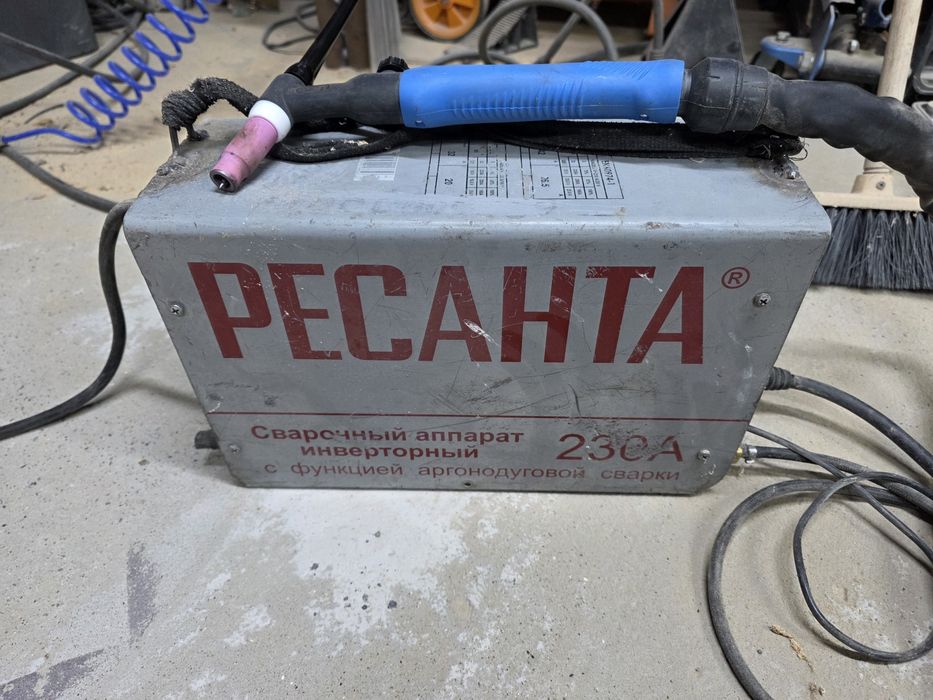 РЕСАНТА®
Сварочный аппарат
инверторный
230А
с функцией аргонодуговой сварки